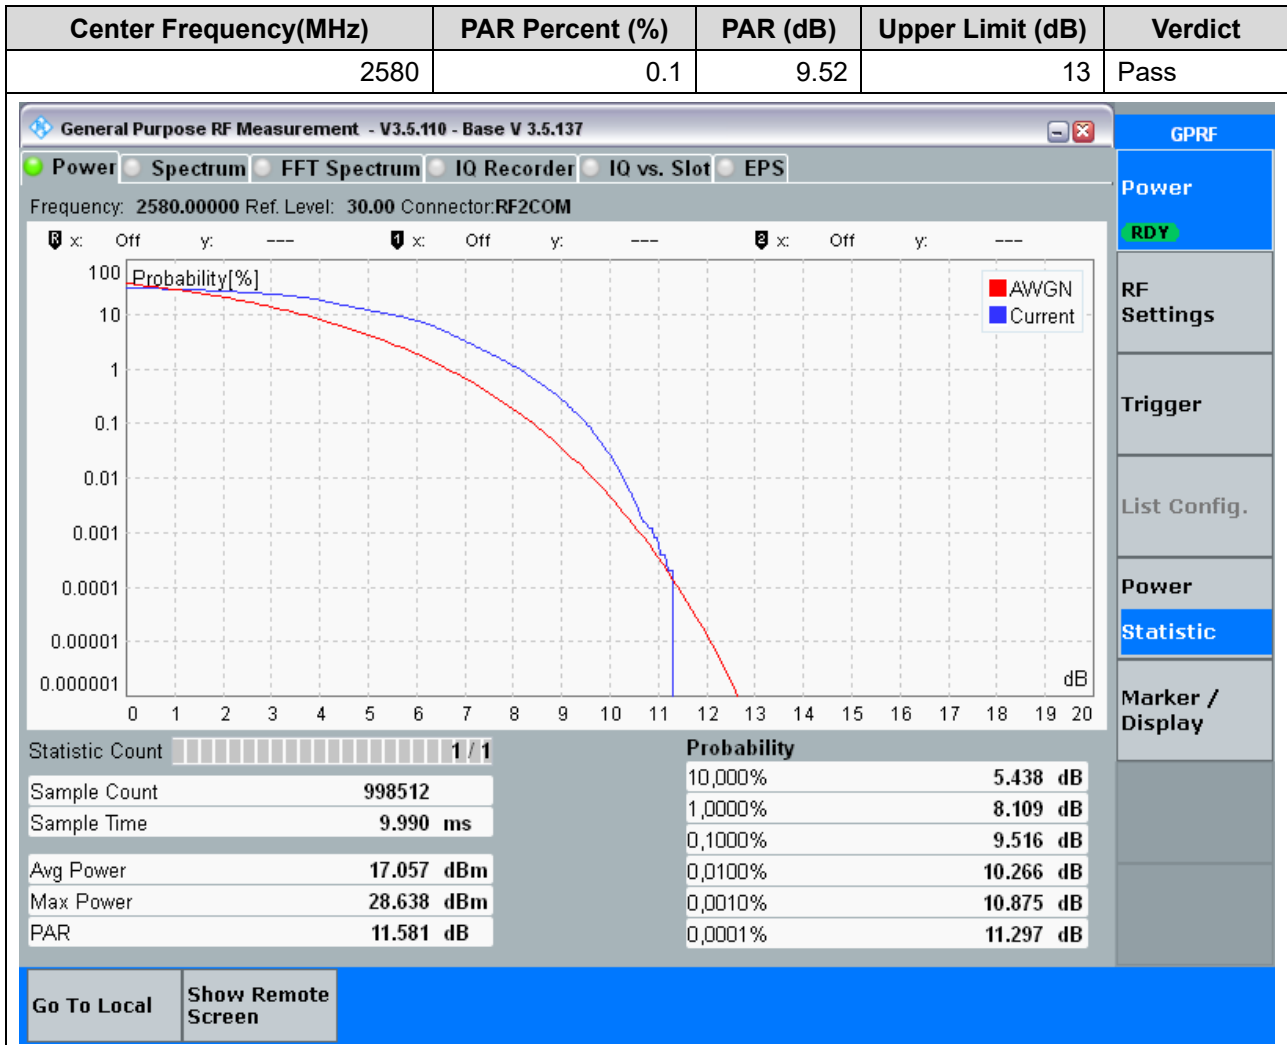 Center Frequency(MHz) PAR Percent (%) PAR (dB) Upper Limit (dB) Verdict
2580 0.1 9.52 13 Pass
General Purpose RF Measurement - V3.5.110 - Base V 3.5.137
GPRF
Power Spectrum FFT Spectrum IQ Recorder IQ vs. Slot EPS
Frequency: 2580.00000 Ref. Level: 30.00 Connector:RF2COM
R x: Off y: --- 1 x: Off y: --- 2 x: Off y: ---
Probability[%]
AWGN
Current
100
10
1
0.1
0.01
0.001
0.0001
0.00001
0.000001
dB
0 1 2 3 4 5 6 7 8 9 10 11 12 13 14 15 16 17 18 19 20
Statistic Count 1 / 1
Sample Count 998512
Sample Time 9.990 ms
Avg Power 17.057 dBm
Max Power 28.638 dBm
PAR 11.581 dB
Probability
10,000% 5.438 dB
1,0000% 8.109 dB
0,1000% 9.516 dB
0,0100% 10.266 dB
0,0010% 10.875 dB
0,0001% 11.297 dB
Power
RDY
RF
Settings
Trigger
List Config.
Power
Statistic
Marker /
Display
Go To Local
Show Remote
Screen